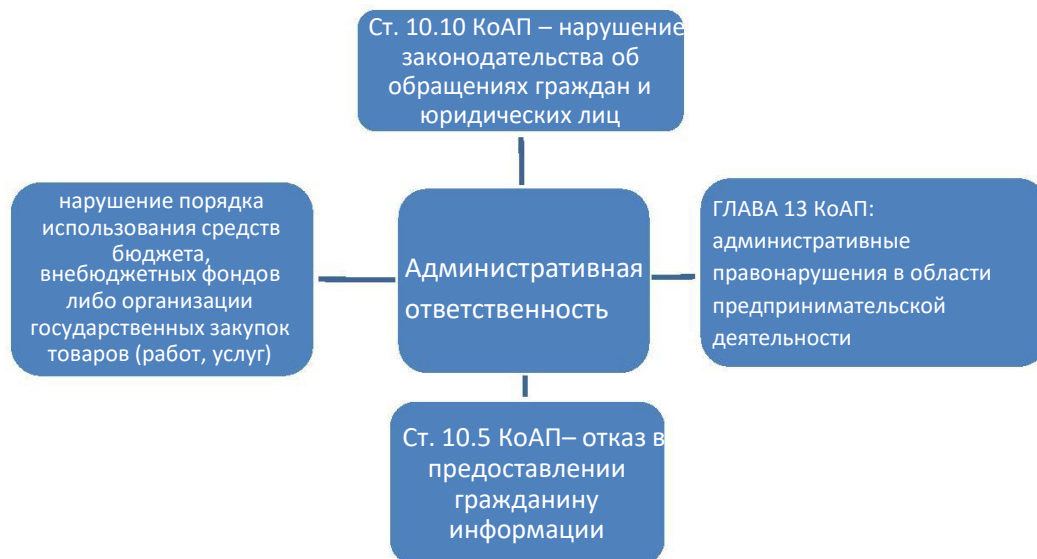 Ст. 10.10 КоАП – нарушение
законодательства об
обращениях граждан и
юридических лиц
нарушение порядка
использования средств
бюджета,
внебюджетных фондов
либо организации
государственных закупок
товаров (работ, услуг)
Административная
ответственность
ГЛАВА 13 КоАП:
административные
правонарушения в области
предпринимательской
деятельности
Ст. 10.5 КоАП– отказ в
предоставлении
гражданину
информации